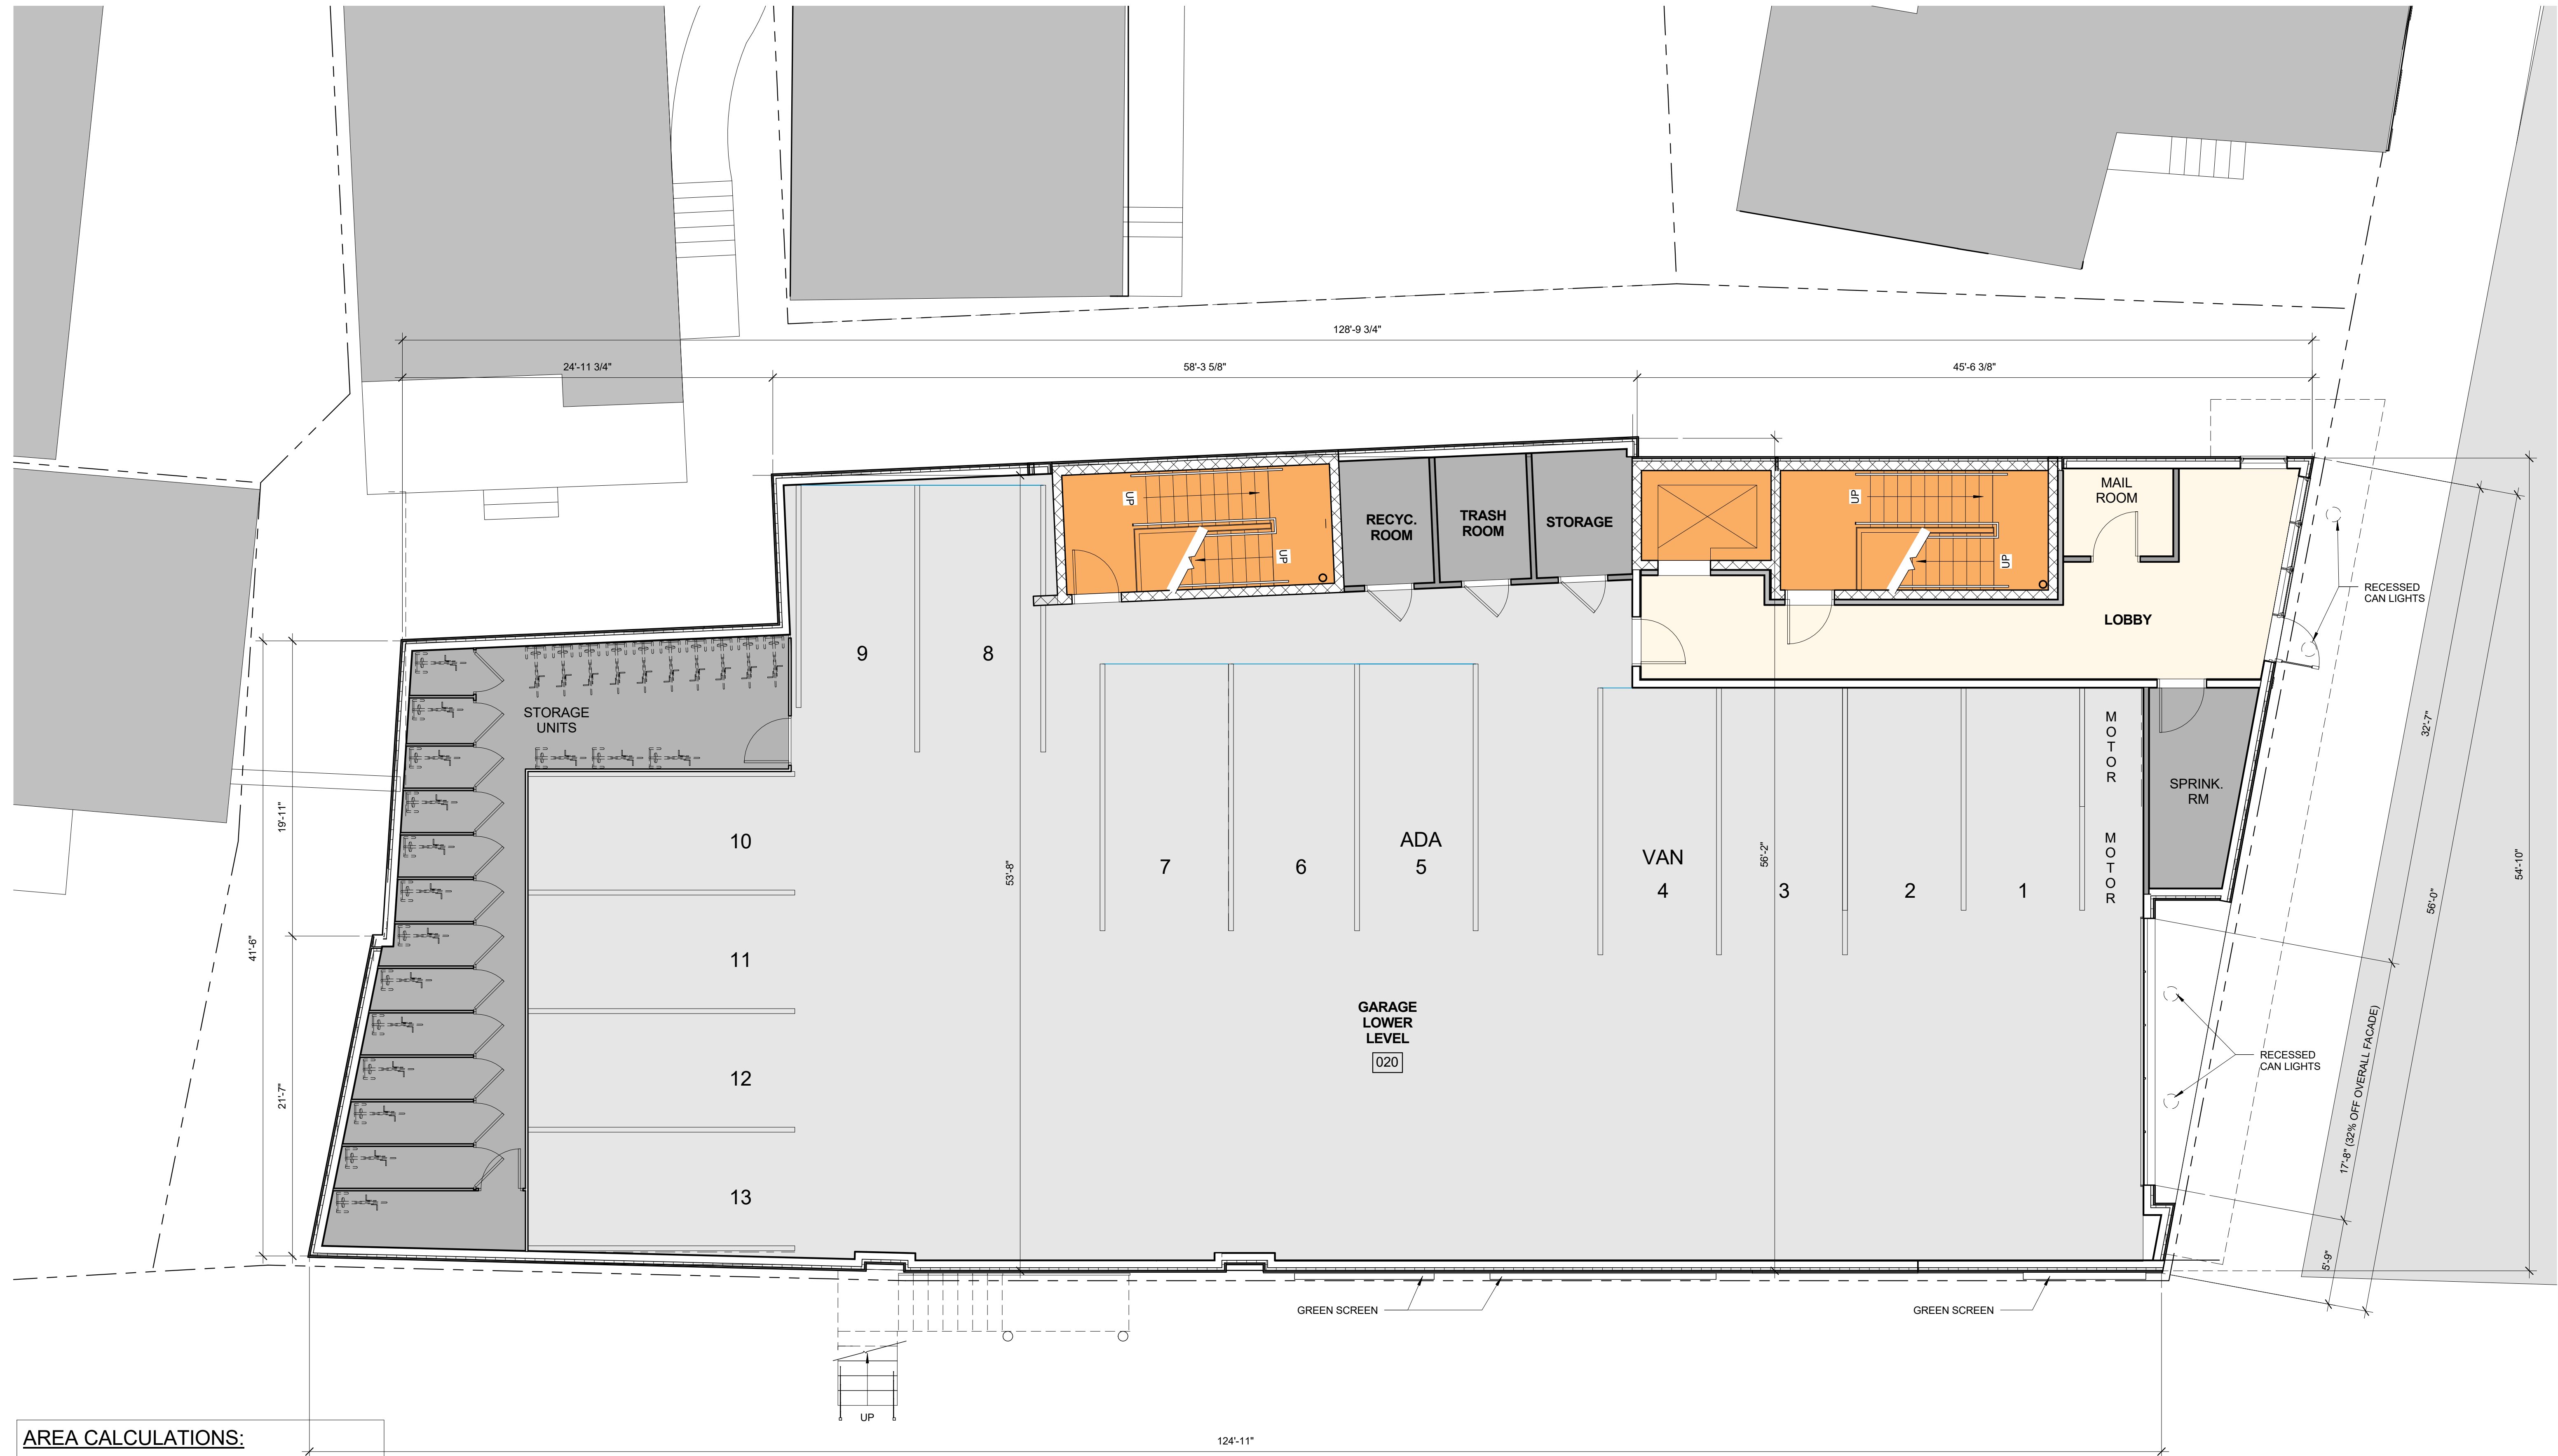 128'-9 3/4"
24'-11 3/4"
58'-3 5/8"
45'-6 3/8"
UP
UP
RECYC.
ROOM
TRASH
ROOM
STORAGE
UP
UP
MAIL
ROOM
LOBBY
RECESSED
CAN LIGHTS
9
8
STORAGE
UNITS
MOTOR
MOTOR
SPRINK.
RM
32'-7"
54'-10"
56'-0"
19'-11"
41'-6"
21'-7"
10
11
12
13
53'-8"
7
6
ADA
5
VAN
4
56'-2"
3
2
1
GARAGE
LOWER
LEVEL
020
RECESSED
CAN LIGHTS
17'-8" (32% OFF OVERALL FACADE)
5'-9"
GREEN SCREEN
GREEN SCREEN
UP
AREA CALCULATIONS:
124'-11"